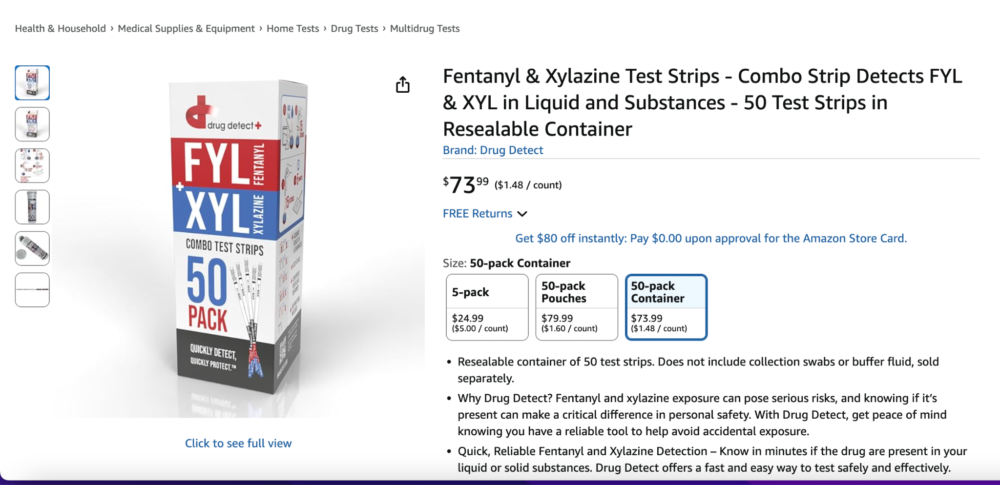 Health & Household › Medical Supplies & Equipment › Home Tests › Drug Tests › Multidrug Tests
drug detect+
FYL FENTANYL
+
XYL XYLAZINE
COMBO TEST STRIPS
50
PACK
QUICKLY DETECT,
QUICKLY PROTECT.™
Click to see full view
Fentanyl & Xylazine Test Strips - Combo Strip Detects FYL
& XYL in Liquid and Substances - 50 Test Strips in
Resealable Container
Brand: Drug Detect
$73.99 ($1.48 / count)
FREE Returns
Get $80 off instantly: Pay $0.00 upon approval for the Amazon Store Card.
Size: 50-pack Container
5-pack
$24.99
($5.00 / count)
50-pack
Pouches
$79.99
($1.60 / count)
50-pack
Container
$73.99
($1.48 / count)
• Resealable container of 50 test strips. Does not include collection swabs or buffer fluid, sold
separately.
• Why Drug Detect? Fentanyl and xylazine exposure can pose serious risks, and knowing if it’s
present can make a critical difference in personal safety. With Drug Detect, get peace of mind
knowing you have a reliable tool to help avoid accidental exposure.
• Quick, Reliable Fentanyl and Xylazine Detection – Know in minutes if the drug are present in your
liquid or solid substances. Drug Detect offers a fast and easy way to test safely and effectively.